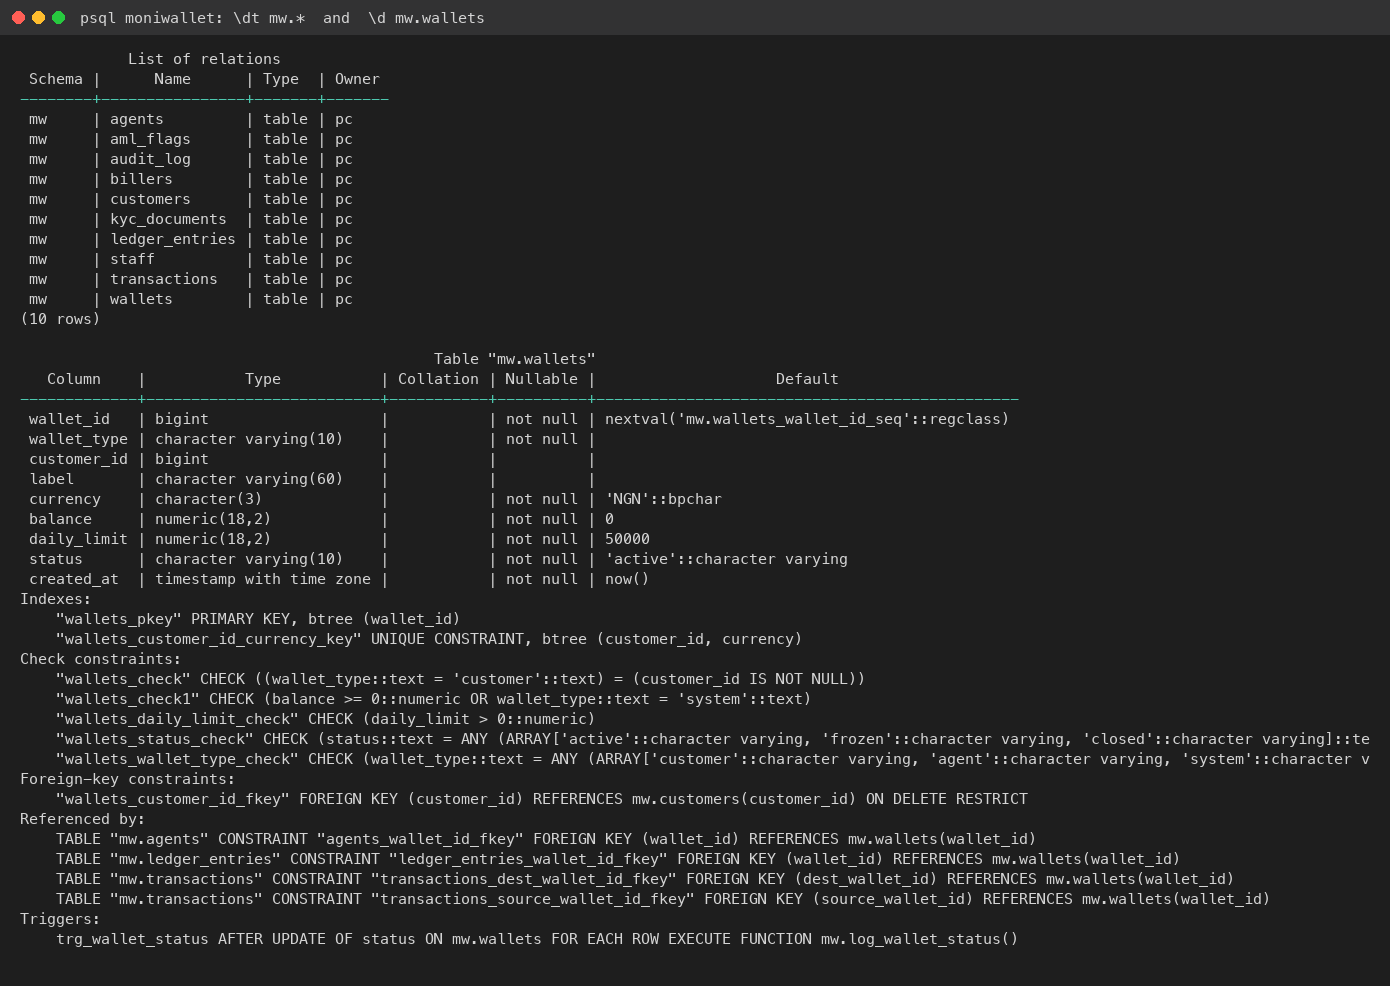 psql moniwallet: \dt mw.*  and  \d mw.wallets
            List of relations
 Schema |      Name      | Type  | Owner
--------+----------------+-------+-------
 mw     | agents         | table | pc
 mw     | aml_flags      | table | pc
 mw     | audit_log      | table | pc
 mw     | billers        | table | pc
 mw     | customers      | table | pc
 mw     | kyc_documents  | table | pc
 mw     | ledger_entries | table | pc
 mw     | staff          | table | pc
 mw     | transactions   | table | pc
 mw     | wallets        | table | pc
(10 rows)
                                              Table "mw.wallets"
   Column    |           Type           | Collation | Nullable |                    Default
-------------+--------------------------+-----------+----------+-----------------------------------------------
 wallet_id   | bigint                   |           | not null | nextval('mw.wallets_wallet_id_seq'::regclass)
 wallet_type | character varying(10)    |           | not null |
 customer_id | bigint                   |           |          |
 label       | character varying(60)    |           |          |
 currency    | character(3)             |           | not null | 'NGN'::bpchar
 balance     | numeric(18,2)            |           | not null | 0
 daily_limit | numeric(18,2)            |           | not null | 50000
 status      | character varying(10)    |           | not null | 'active'::character varying
 created_at  | timestamp with time zone |           | not null | now()
Indexes:
    "wallets_pkey" PRIMARY KEY, btree (wallet_id)
    "wallets_customer_id_currency_key" UNIQUE CONSTRAINT, btree (customer_id, currency)
Check constraints:
    "wallets_check" CHECK ((wallet_type::text = 'customer'::text) = (customer_id IS NOT NULL))
    "wallets_check1" CHECK (balance >= 0::numeric OR wallet_type::text = 'system'::text)
    "wallets_daily_limit_check" CHECK (daily_limit > 0::numeric)
    "wallets_status_check" CHECK (status::text = ANY (ARRAY['active'::character varying, 'frozen'::character varying, 'closed'::character varying]::te
    "wallets_wallet_type_check" CHECK (wallet_type::text = ANY (ARRAY['customer'::character varying, 'agent'::character varying, 'system'::character v
Foreign-key constraints:
    "wallets_customer_id_fkey" FOREIGN KEY (customer_id) REFERENCES mw.customers(customer_id) ON DELETE RESTRICT
Referenced by:
    TABLE "mw.agents" CONSTRAINT "agents_wallet_id_fkey" FOREIGN KEY (wallet_id) REFERENCES mw.wallets(wallet_id)
    TABLE "mw.ledger_entries" CONSTRAINT "ledger_entries_wallet_id_fkey" FOREIGN KEY (wallet_id) REFERENCES mw.wallets(wallet_id)
    TABLE "mw.transactions" CONSTRAINT "transactions_dest_wallet_id_fkey" FOREIGN KEY (dest_wallet_id) REFERENCES mw.wallets(wallet_id)
    TABLE "mw.transactions" CONSTRAINT "transactions_source_wallet_id_fkey" FOREIGN KEY (source_wallet_id) REFERENCES mw.wallets(wallet_id)
Triggers:
    trg_wallet_status AFTER UPDATE OF status ON mw.wallets FOR EACH ROW EXECUTE FUNCTION mw.log_wallet_status()